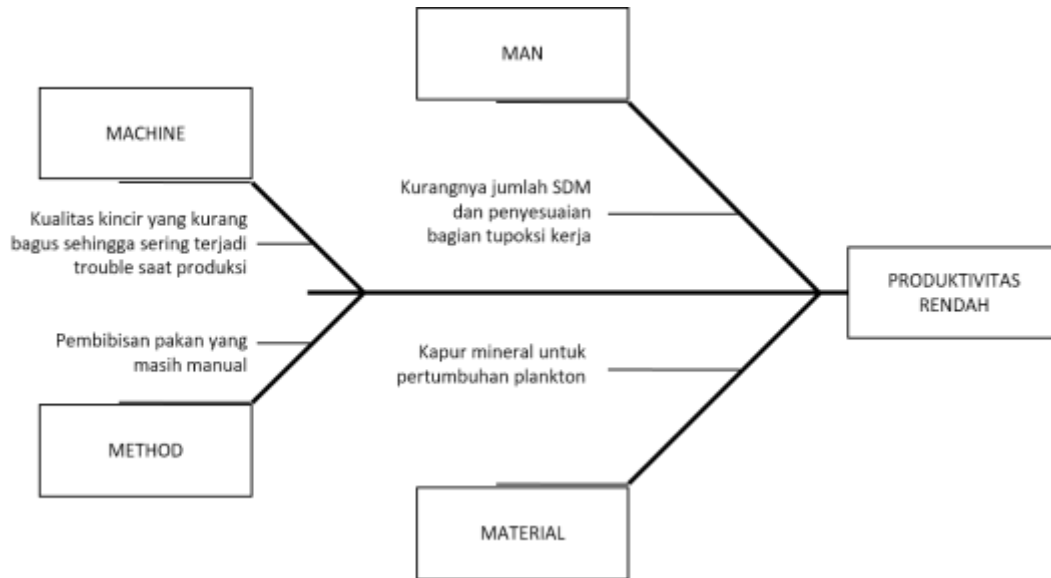 MAN
MACHINE
Kurangnya jumlah SDM
dan penyesuaian
bagian tupoksi kerja
Kualitas kincir yang kurang
bagus sehingga sering terjadi
trouble saat produksi
PRODUKTIVITAS
RENDAH
Pembibisan pakan yang
masih manual
Kapur mineral untuk
pertumbuhan plankton
METHOD
MATERIAL